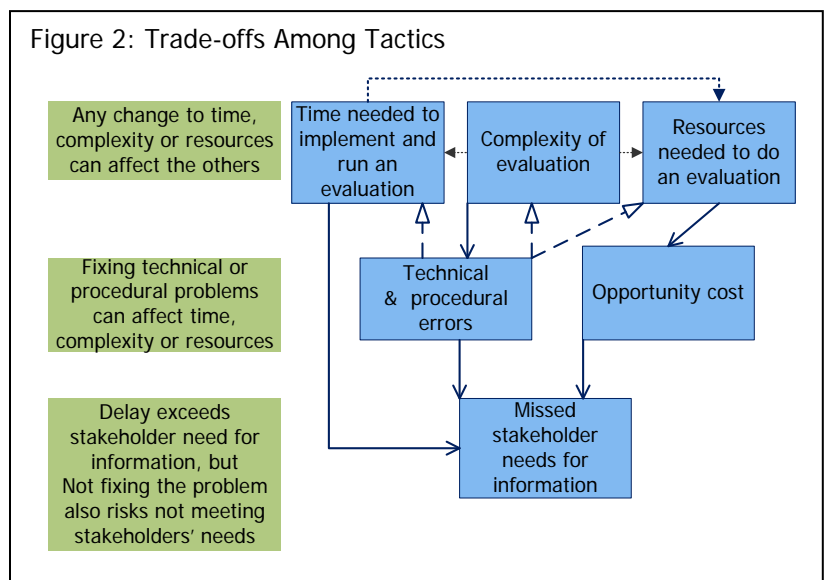 Figure 2: Trade-offs Among Tactics
Any change to time,
complexity or resources
can affect the others
Time needed to
implement and
run an
evaluation
Complexity of
evaluation
Resources
needed to do
an evaluation
Fixing technical or
procedural problems
can affect time,
complexity or resources
Technical
& procedural
errors
Opportunity cost
Delay exceeds
stakeholder need for
information, but
Not fixing the problem
also risks not meeting
stakeholders’ needs
Missed
stakeholder
needs for
information